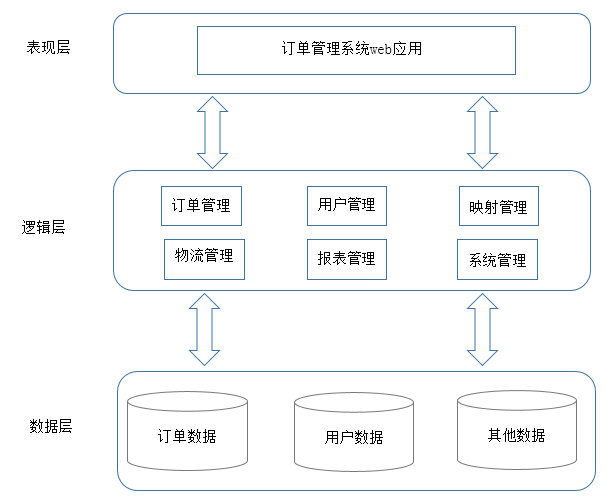 表现层
订单管理系统web应用
逻辑层
订单管理
用户管理
映射管理
物流管理
报表管理
系统管理
数据层
订单数据
用户数据
其他数据